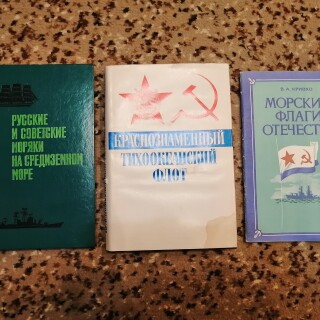 РУССКИЕ
И СОВЕТСКИЕ
МОРЯКИ
НА СРЕДИЗЕМНОМ
МОРЕ
КРАСНОЗНАМЕННЫЙ
ТИХООКЕАНСКИЙ
ФЛОТ
МОРСКИ
ФЛАГИ
ОТЕЧЕСТ